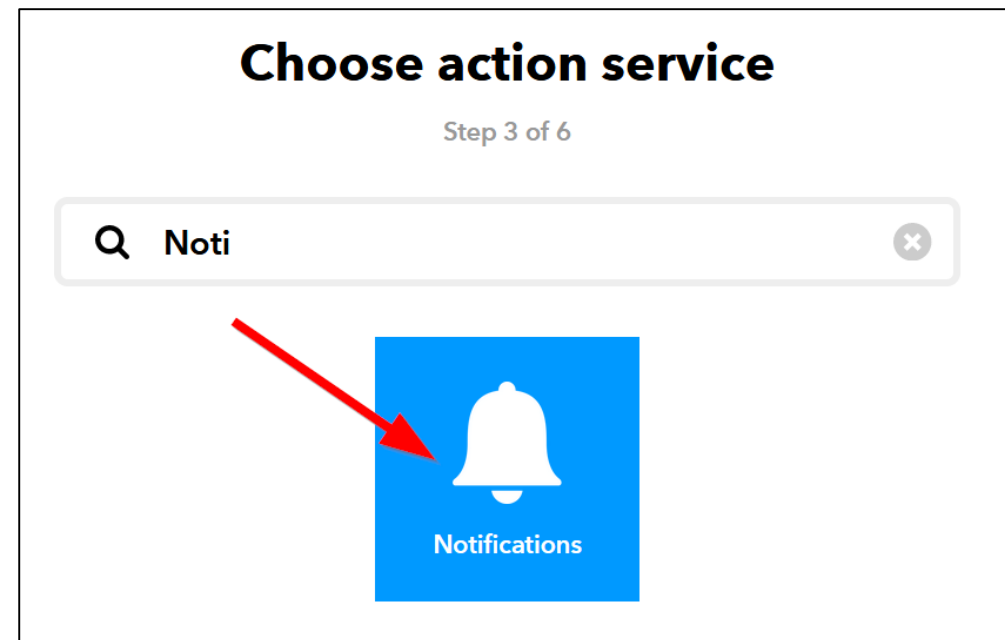 Choose action service
Step 3 of 6
Noti
Notifications